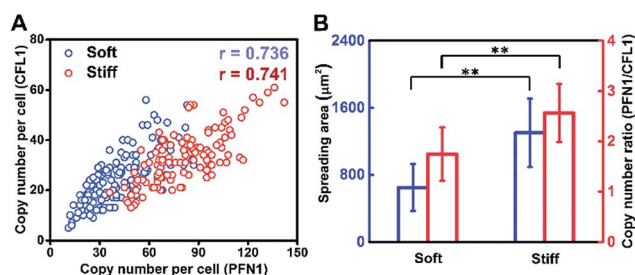 A
Copy number per cell (CFL1)
80
60
40
20
0
Soft
Stiff
r = 0.736
r = 0.741
0
30
60
90
120
150
Copy number per cell (PFN1)
B
Spreading area (μm²)
2400
1600
800
0
**
**
Soft
Stiff
4
3
2
1
0
Copy number ratio (PFN1/CFL1)